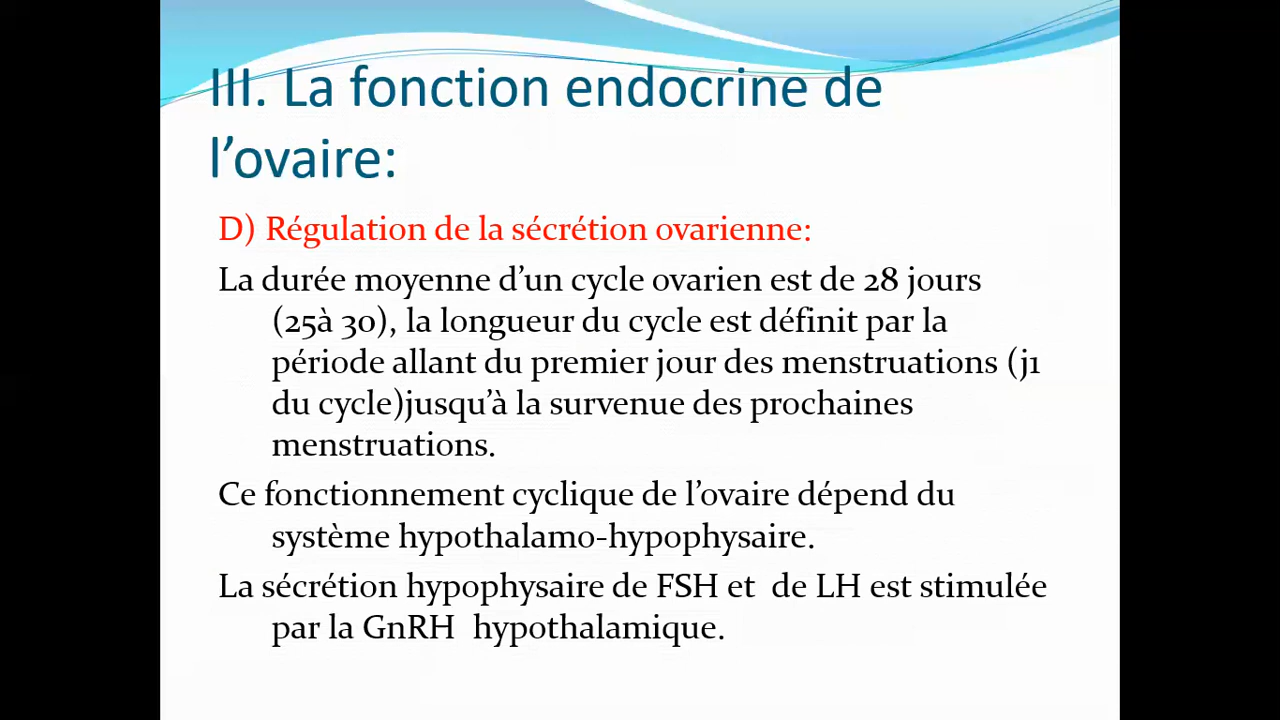 III. La fonction endocrine de
l’ovaire:
D) Régulation de la sécrétion ovarienne:
La durée moyenne d’un cycle ovarien est de 28 jours
(25à 30), la longueur du cycle est définit par la
période allant du premier jour des menstruations (j1
du cycle)jusqu’à la survenue des prochaines
menstruations.
Ce fonctionnement cyclique de l’ovaire dépend du
système hypothalamo-hypophysaire.
La sécrétion hypophysaire de FSH et  de LH est stimulée
par la GnRH  hypothalamique.